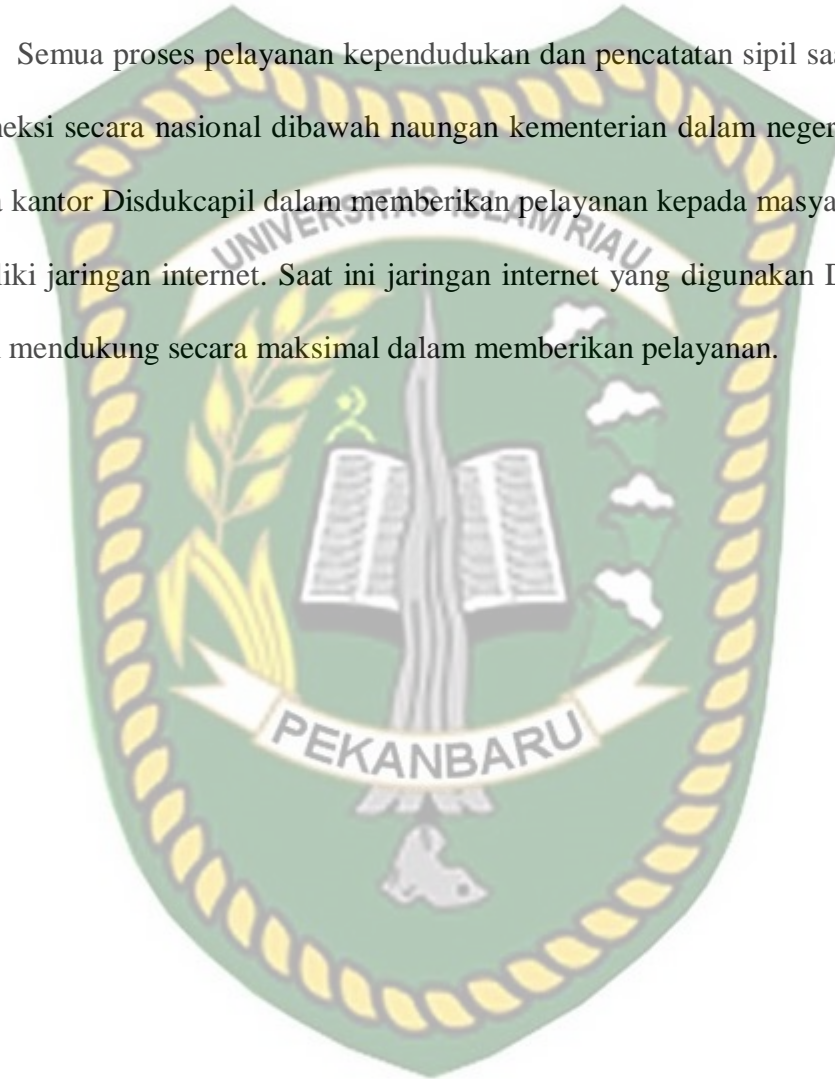 Semua proses pelayanan kependudukan dan pencatatan sipil
secara nasional dibawah naungan kementerian dalam
kantor Disdukcapil dalam memberikan pelayanan kepada
UNIVERSITAS ISLAM RIAU
jaringan internet. Saat ini jaringan internet yang digunakan
mendukung secara maksimal dalam memberikan pelayanan.
PEKANBARU